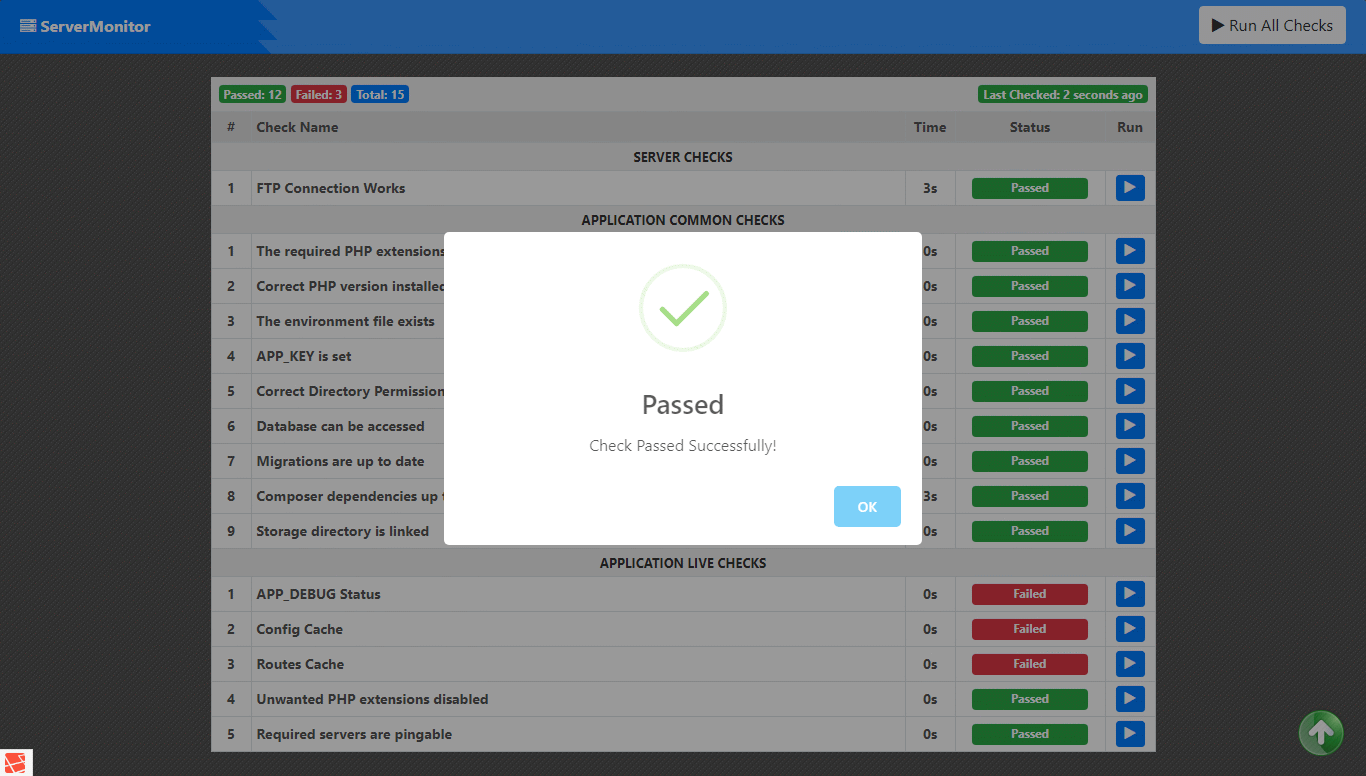 ServerMonitor
Run All Checks
Passed: 12 Failed: 3 Total: 15 Last Checked: 2 seconds ago
# Check Name Time Status Run
SERVER CHECKS
1 FTP Connection Works 3s Passed
APPLICATION COMMON CHECKS
1 The required PHP extensions 0s Passed
2 Correct PHP version installed 0s Passed
3 The environment file exists 0s Passed
4 APP_KEY is set 0s Passed
5 Correct Directory Permission 0s Passed
6 Database can be accessed 0s Passed
7 Migrations are up to date 0s Passed
8 Composer dependencies up 3s Passed
9 Storage directory is linked 0s Passed
Passed
Check Passed Successfully!
OK
APPLICATION LIVE CHECKS
1 APP_DEBUG Status 0s Failed
2 Config Cache 0s Failed
3 Routes Cache 0s Failed
4 Unwanted PHP extensions disabled 0s Passed
5 Required servers are pingable 0s Passed